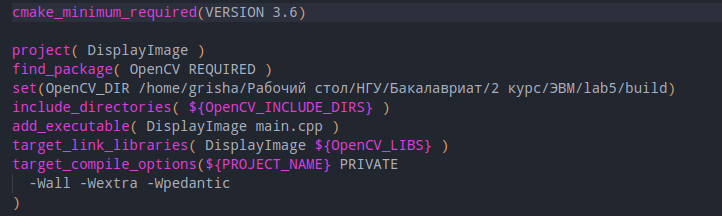 cmake_minimum_required(VERSION 3.6)
project( DisplayImage )
find_package( OpenCV REQUIRED )
set(OpenCV_DIR /home/grisha/Рабочий стол/НГУ/Бакалавриат/2 курс/ЭВМ/lab5/build)
include_directories( ${OpenCV_INCLUDE_DIRS} )
add_executable( DisplayImage main.cpp )
target_link_libraries( DisplayImage ${OpenCV_LIBS} )
target_compile_options(${PROJECT_NAME} PRIVATE
  -Wall -Wextra -Wpedantic
)